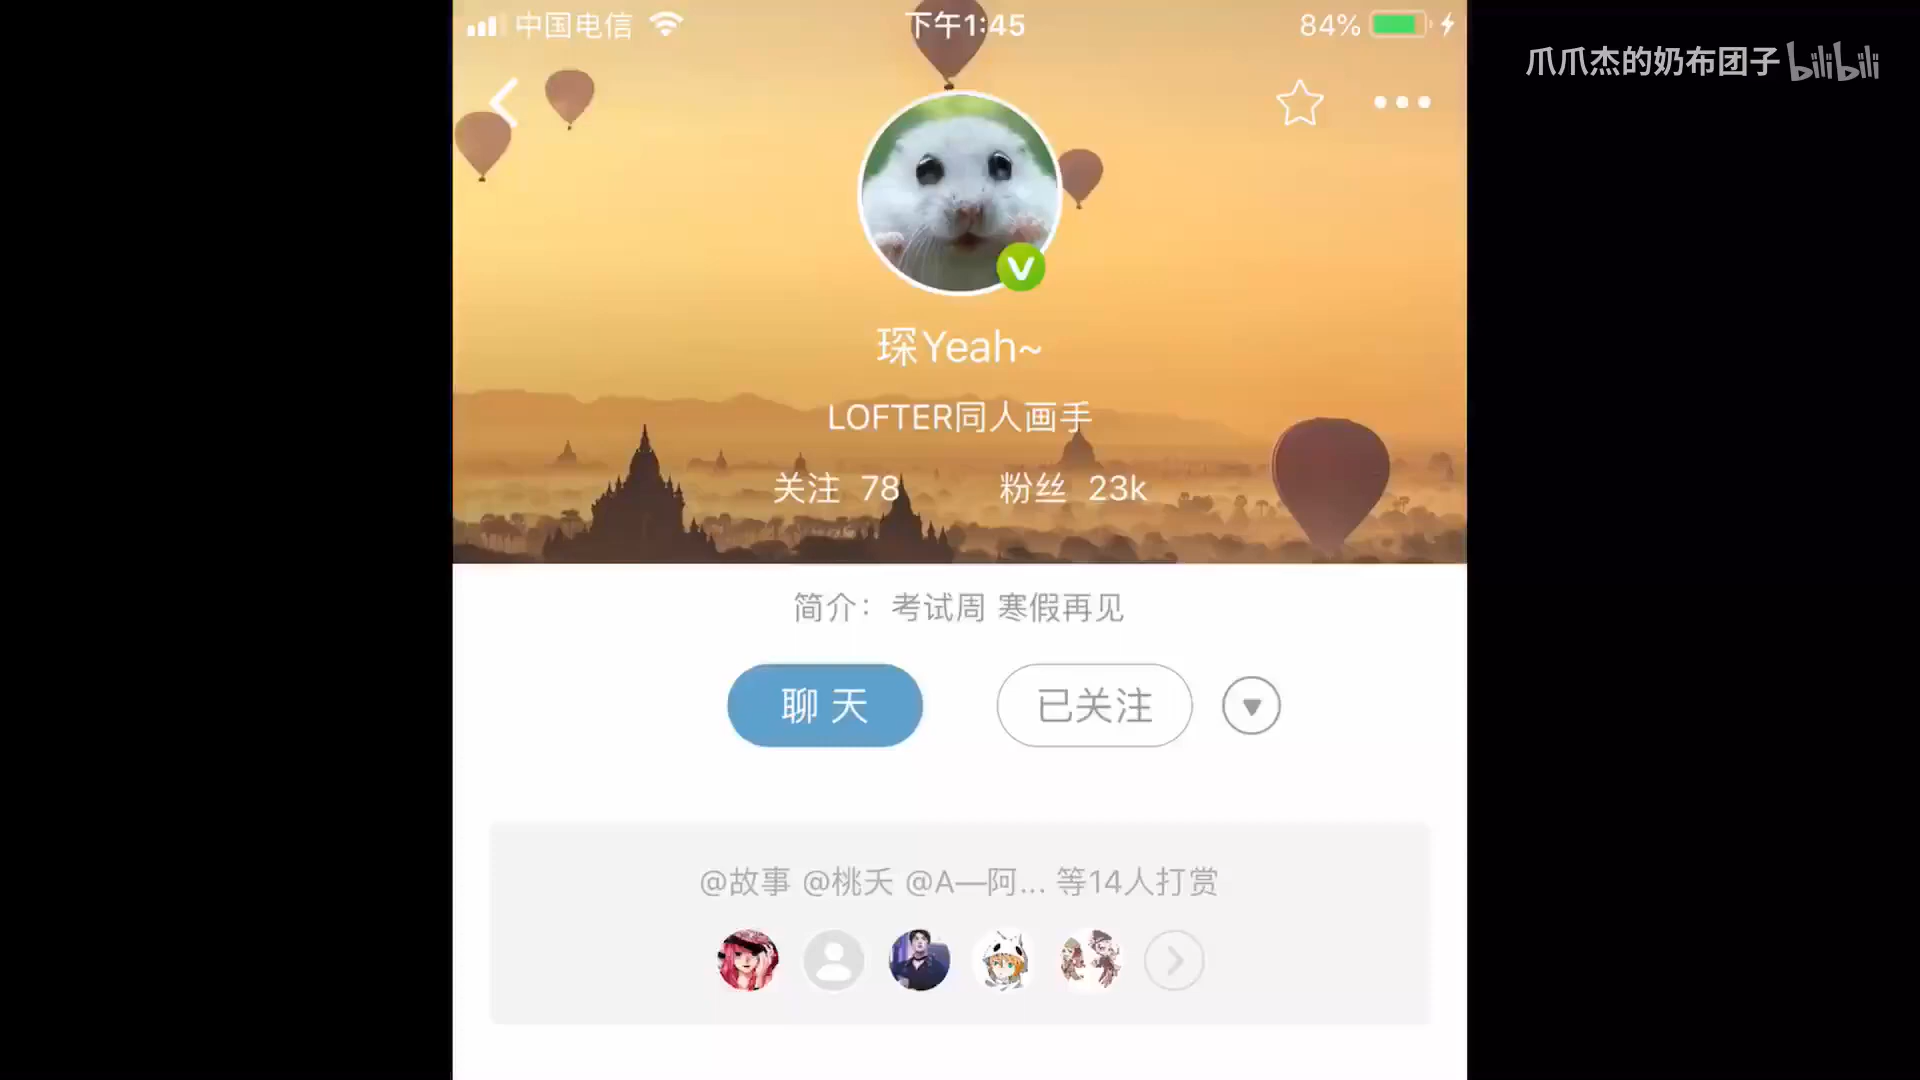 中国电信 下午1:45 84%
爪爪杰的奶布团子 bilibili
琛Yeah~
LOFTER同人画手
关注 78 粉丝 23k
简介：考试周 寒假再见
聊天 已关注
@故事 @桃夭 @A—阿... 等14人打赏